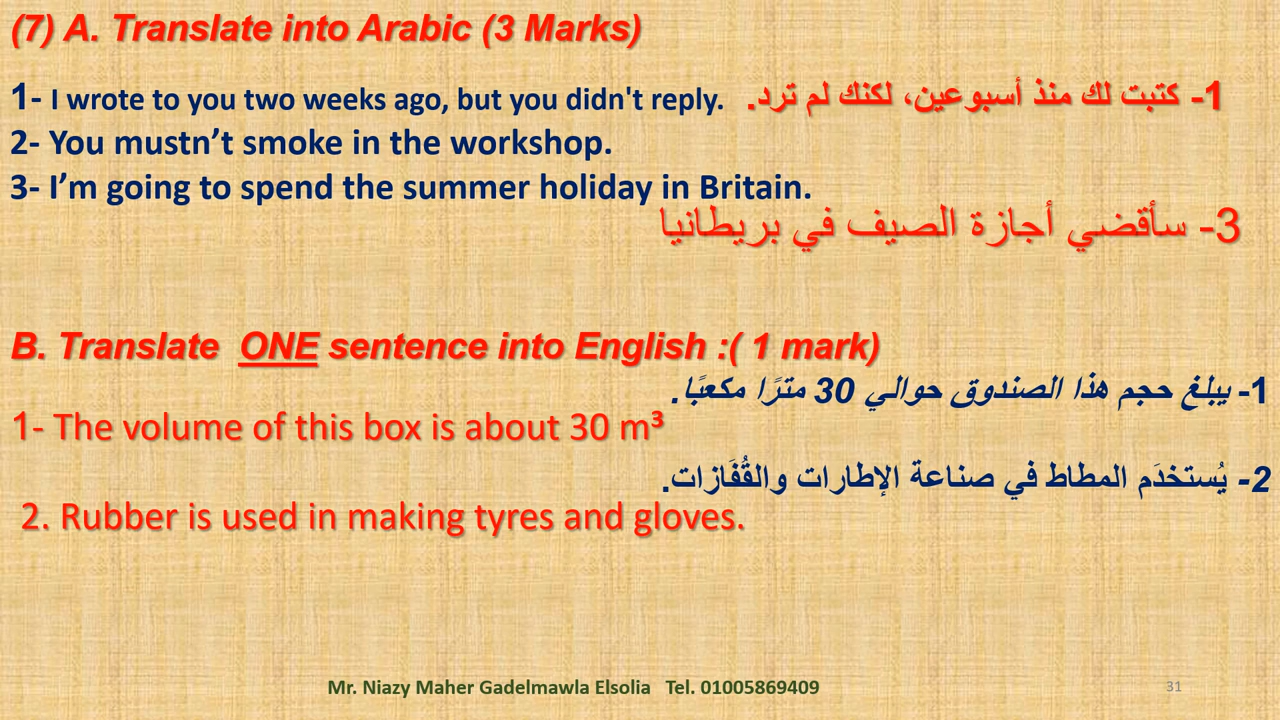 (7) A. Translate into Arabic (3 Marks)
1- I wrote to you two weeks ago, but you didn't reply.
1- كتبت لك منذ أسبوعين، لكنك لم ترد.
2- You mustn’t smoke in the workshop.
3- I’m going to spend the summer holiday in Britain.
3- سأقضي أجازة الصيف في بريطانيا
B. Translate ONE sentence into English :( 1 mark)
1- يبلغ حجم هذا الصندوق حوالي 30 مترًا مكعبًا.
1- The volume of this box is about 30 m³
2- يُستخدَم المطاط في صناعة الإطارات والقُفَازات.
2. Rubber is used in making tyres and gloves.
Mr. Niazy Maher Gadelmawla Elsolia Tel. 01005869409
31